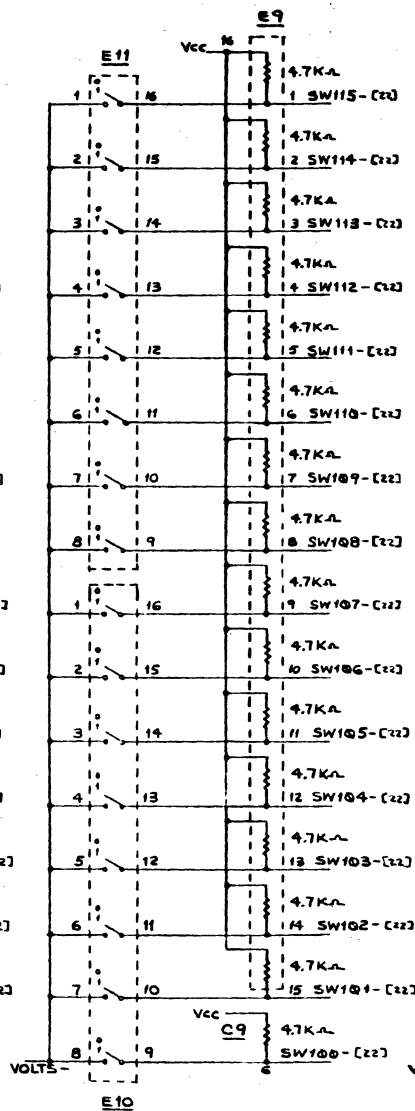 E9
E11
Vcc 16
4.7KΩ
1 16 1 SW115-[22]
4.7KΩ
2 15 2 SW114-[22]
4.7KΩ
3 14 3 SW113-[22]
4.7KΩ
4 13 4 SW112-[22]
4.7KΩ
5 12 5 SW111-[22]
4.7KΩ
6 11 6 SW110-[22]
4.7KΩ
7 10 7 SW109-[22]
4.7KΩ
8 9 8 SW108-[22]
4.7KΩ
1 16 9 SW107-[22]
4.7KΩ
2 15 10 SW106-[22]
4.7KΩ
3 14 11 SW105-[22]
4.7KΩ
4 13 12 SW104-[22]
4.7KΩ
5 12 13 SW103-[22]
4.7KΩ
6 11 14 SW102-[22]
4.7KΩ
7 10 15 SW101-[22]
Vcc
C9 4.7KΩ
8 9 SW100-[22]
VOLTS- 6
E10